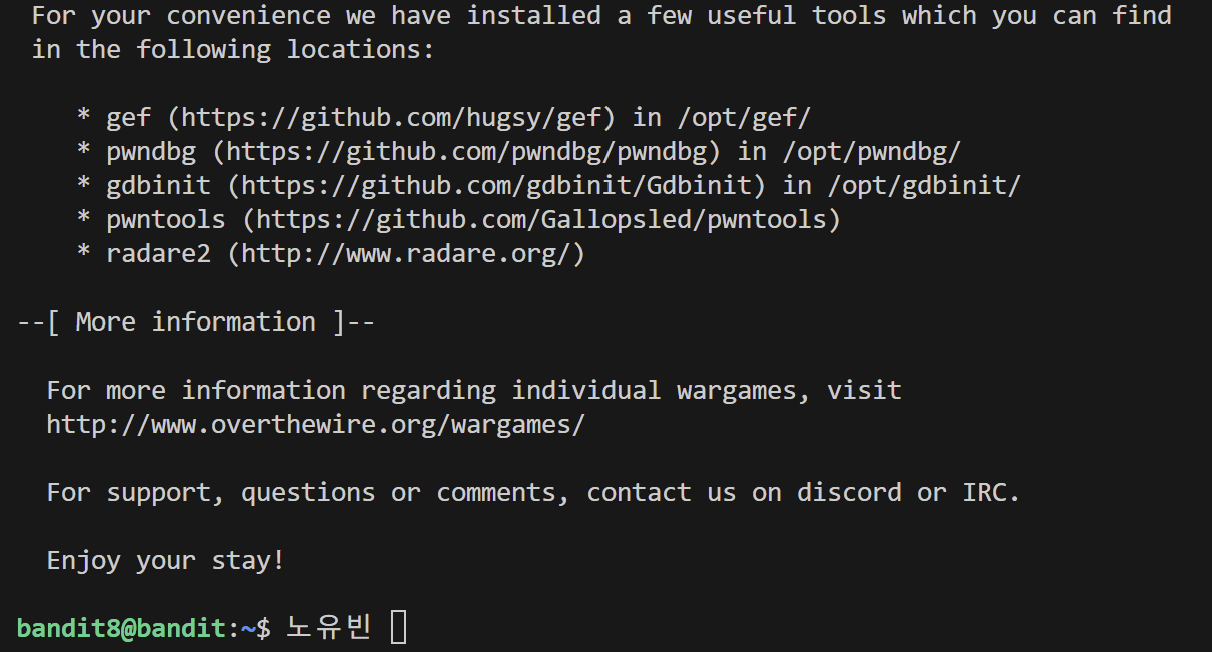 For your convenience we have installed a few useful tools which you can find
in the following locations:
* gef (https://github.com/hugsy/gef) in /opt/gef/
* pwndbg (https://github.com/pwndbg/pwndbg) in /opt/pwndbg/
* gdbinit (https://github.com/gdbinit/Gdbinit) in /opt/gdbinit/
* pwntools (https://github.com/Gallopsled/pwntools)
* radare2 (http://www.radare.org/)
--[ More information ]--
For more information regarding individual wargames, visit
http://www.overthewire.org/wargames/
For support, questions or comments, contact us on discord or IRC.
Enjoy your stay!
bandit8@bandit:~$ 노유빈